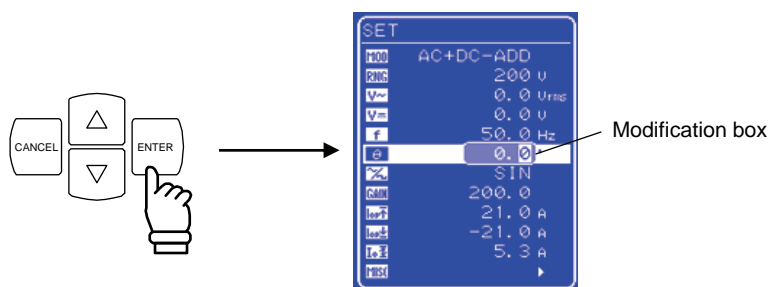 CANCEL
△
▽
ENTER
SET
MOD AC+DC-ADD
RNG 200 V
V~ 0.0 Vrms
V= 0.0 V
f 50.0 Hz
θ 0.0
SIN
GAIN 200.0
21.0 A
-21.0 A
5.3 A
MISC ▶
Modification box